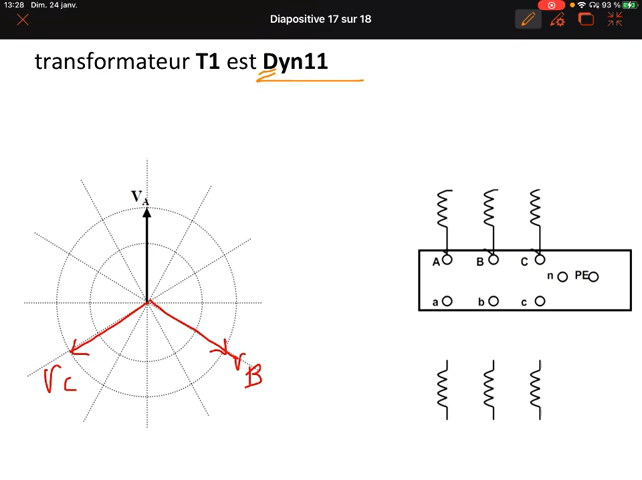 13:28 Dim. 24 janv.
93 %
Diapositive 17 sur 18
transformateur T1 est Dyn11
VA
VC
VB
A
B
C
n
PE
a
b
c